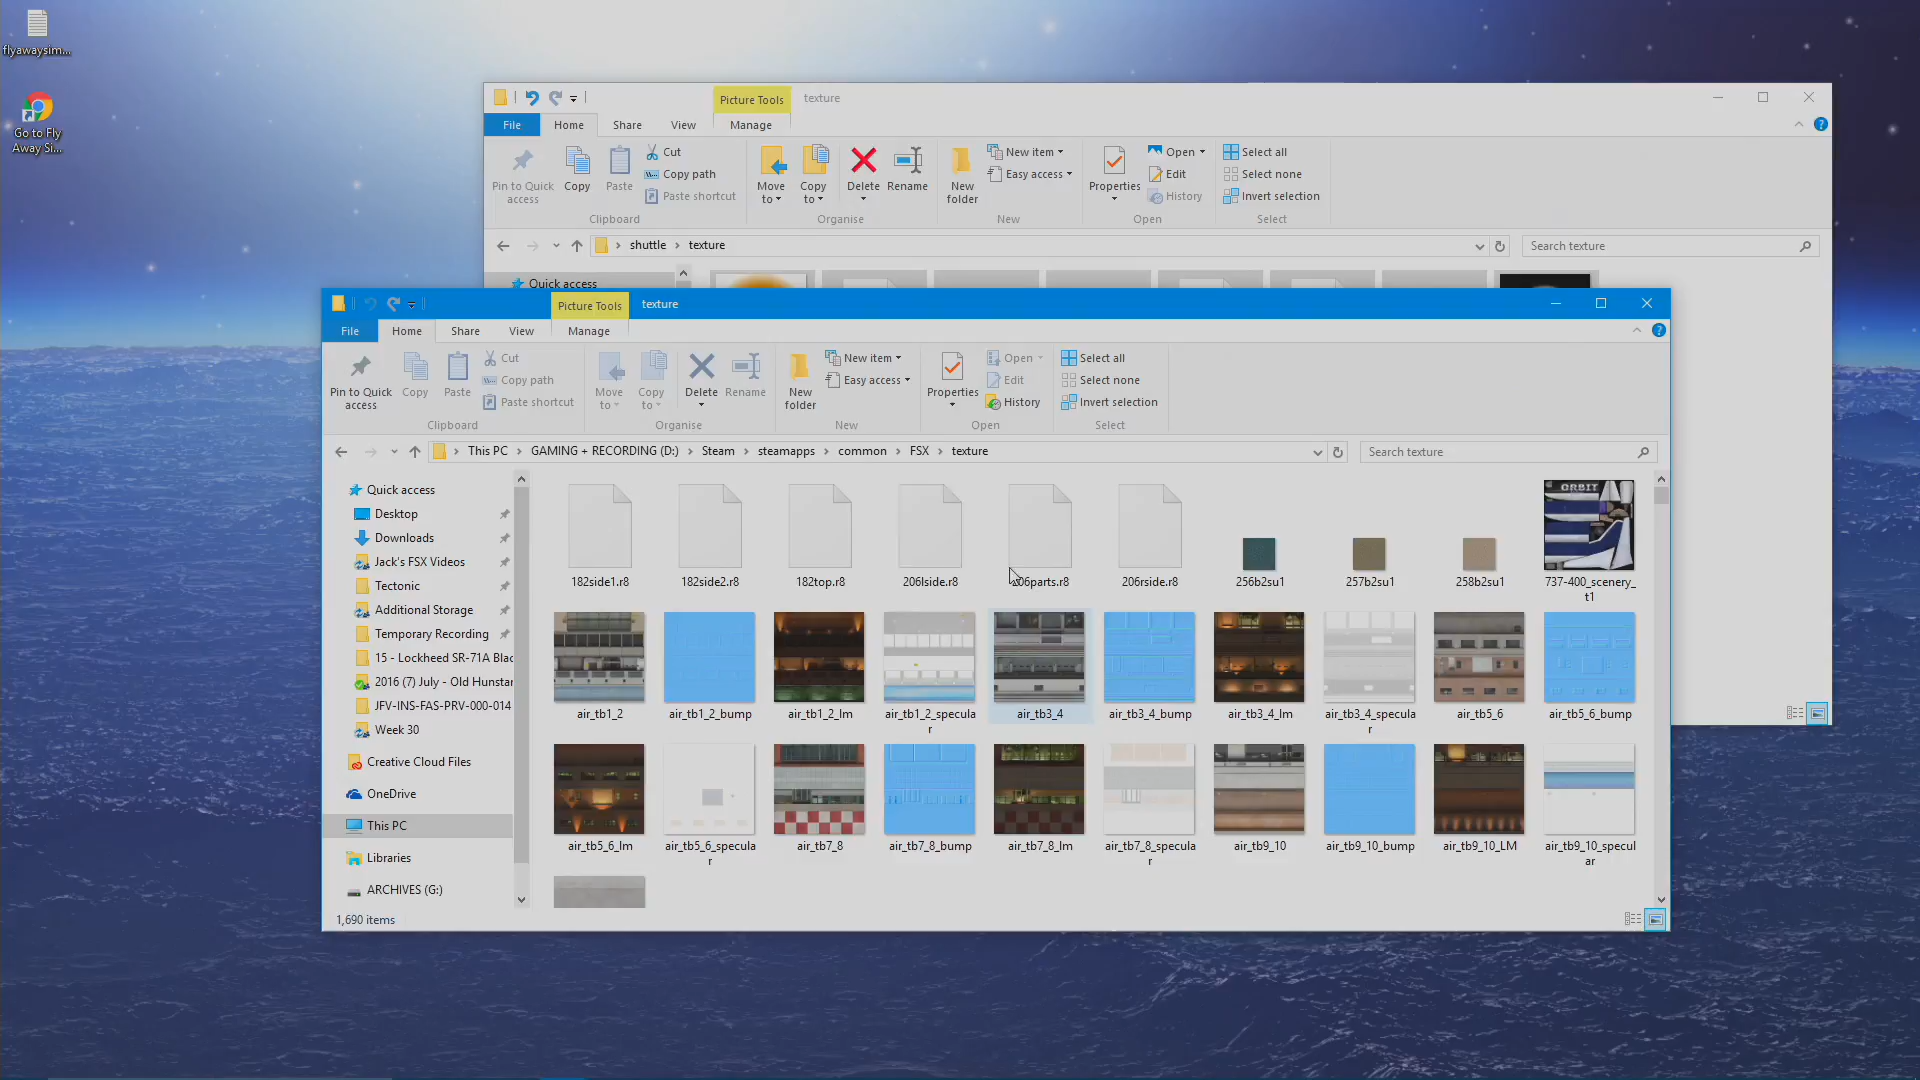 flyawaysim...
Go to Fly
Away Si...
Picture Tools
texture
File
Home
Share
View
Manage
Pin to Quick
access
Copy
Paste
Cut
Copy path
Paste shortcut
Clipboard
Move
to
Copy
to
Delete
Rename
Organise
New
folder
New item
Easy access
New
Properties
Open
Edit
History
Open
Select all
Select none
Invert selection
Select
shuttle
texture
Search texture
Quick access
Picture Tools
texture
File
Home
Share
View
Manage
Pin to Quick
access
Copy
Paste
Cut
Copy path
Paste shortcut
Clipboard
Move
to
Copy
to
Delete
Rename
Organise
New
folder
New item
Easy access
New
Properties
Open
Edit
History
Open
Select all
Select none
Invert selection
Select
This PC
GAMING + RECORDING (D:)
Steam
steamapps
common
FSX
texture
Search texture
Quick access
Desktop
Downloads
Jack's FSX Videos
Tectonic
Additional Storage
Temporary Recording
15 - Lockheed SR-71A Blac
2016 (7) July - Old Hunstar
JFV-INS-FAS-PRV-000-014
Week 30
Creative Cloud Files
OneDrive
This PC
Libraries
ARCHIVES (G:)
ORBIT
182side1.r8
182side2.r8
182top.r8
206lside.r8
206parts.r8
206rside.r8
256b2su1
257b2su1
258b2su1
737-400_scenery_
t1
air_tb1_2
air_tb1_2_bump
air_tb1_2_lm
air_tb1_2_specula
r
air_tb3_4
air_tb3_4_bump
air_tb3_4_lm
air_tb3_4_specula
r
air_tb5_6
air_tb5_6_bump
air_tb5_6_lm
air_tb5_6_specula
r
air_tb7_8
air_tb7_8_bump
air_tb7_8_lm
air_tb7_8_specula
r
air_tb9_10
air_tb9_10_bump
air_tb9_10_LM
air_tb9_10_specul
ar
1,690 items